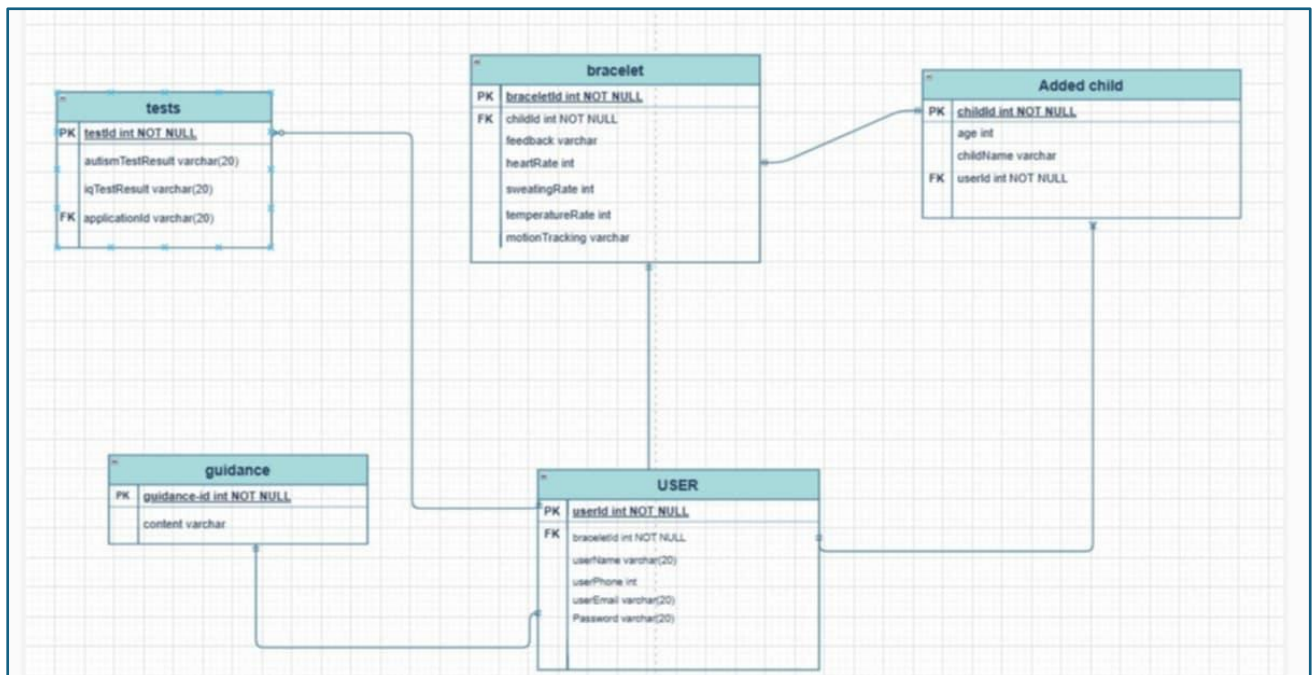 tests
PK testId int NOT NULL
autismTestResult varchar(20)
iqTestResult varchar(20)
FK applicationId varchar(20)
bracelet
PK braceletId int NOT NULL
FK childId int NOT NULL
feedback varchar
heartRate int
sweatingRate int
temperatureRate int
motionTracking varchar
Added child
PK childId int NOT NULL
age int
childName varchar
FK userId int NOT NULL
guidance
PK guidance-id int NOT NULL
content varchar
USER
PK userId int NOT NULL
FK braceletId int NOT NULL
userName varchar(20)
userPhone int
userEmail varchar(20)
Password varchar(20)